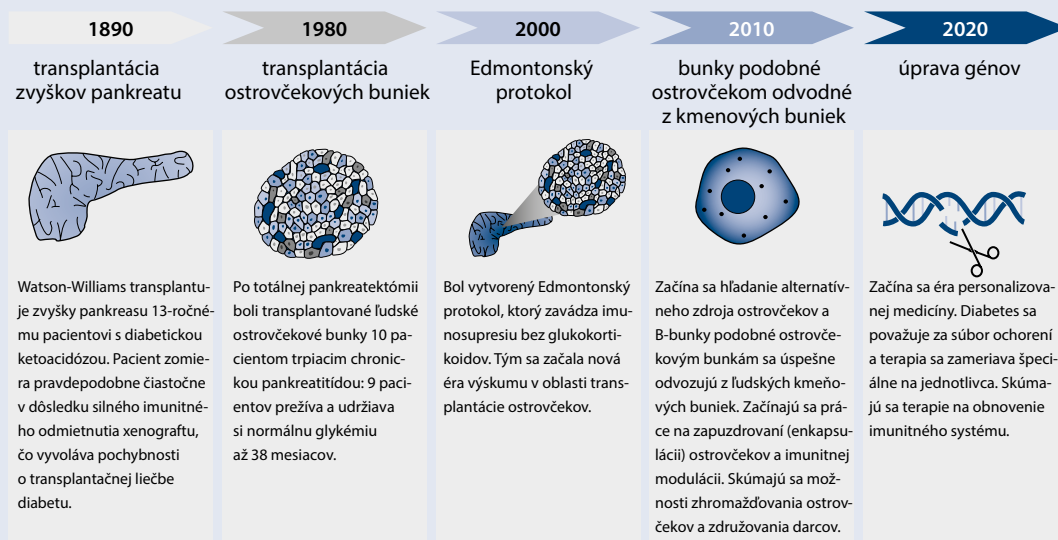 1890
transplantácia
zvyškov pankreatu
Watson-Williams transplantu-
je zvyšky pankreasu 13-ročné-
mu pacientovi s diabetickou
ketoacidózou. Pacient zomie-
ra pravdepodobne čiastočne
v dôsledku silného imunitné-
ho odmietnutia xenograftu,
čo vyvoláva pochybnosti
o transplantačnej liečbe
diabetu.
1980
transplantácia
ostrovčekových buniek
Po totálnej pankreatektómii
boli transplantované ľudské
ostrovčekové bunky 10 pa-
cientom trpiacim chronic-
kou pankreatitídou: 9 paci-
entov prežíva a udržiava
si normálnu glykémiu
až 38 mesiacov.
2000
Edmontonský
protokol
Bol vytvorený Edmontonský
protokol, ktorý zavádza imu-
nosupresiu bez glukokorti-
koidov. Tým sa začala nová
éra výskumu v oblasti trans-
plantácie ostrovčekov.
2010
bunky podobné
ostrovčekom odvodné
z kmenových buniek
Začína sa hľadanie alternatív-
neho zdroja ostrovčekov a
B-bunky podobné ostrovče-
kovým bunkám sa úspešne
odvozujú z ľudských kmeňo-
vých buniek. Začínajú sa prá-
ce na zapuzdrovaní (enkapsu-
lácii) ostrovčekov a imunitnej
modulácii. Skúmajú sa mož-
nosti zhromažďovania ostrov-
čekov a združovania darcov.
2020
úprava génov
Začína sa éra personalizova-
nej medicíny. Diabetes sa
považuje za súbor ochorení
a terapia sa zameriava špeci-
álne na jednotlivca. Skúma-
jú sa terapie na obnovenie
imunitného systému.